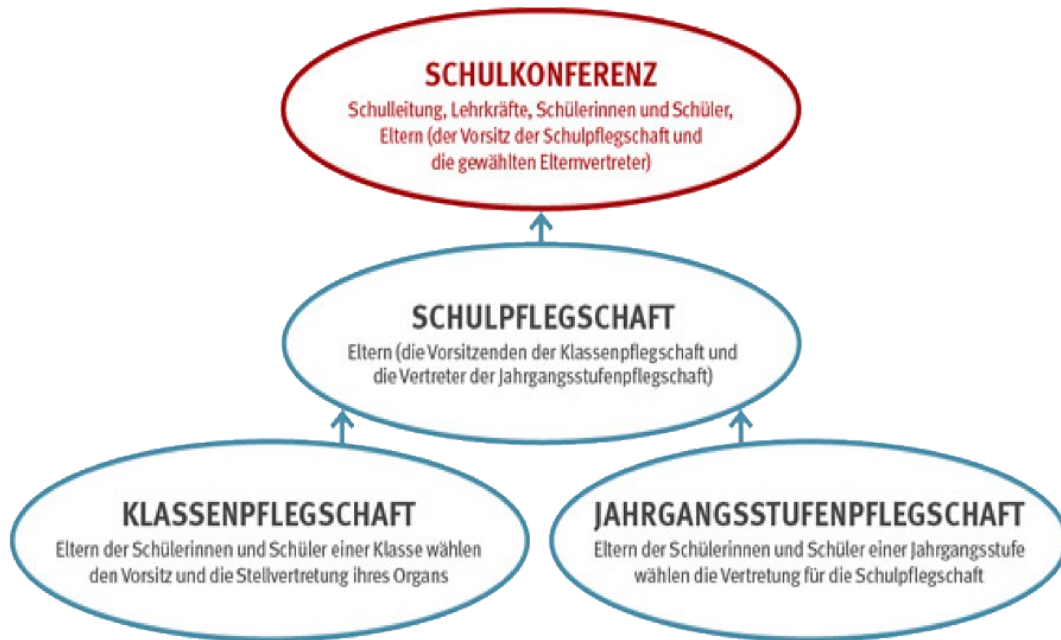 SCHULKONFERENZ
Schulleitung, Lehrkräfte, Schülerinnen und Schüler,
Eltern (der Vorsitz der Schulpflegschaft und
die gewählten Elternvertreter)
SCHULPFLEGSCHAFT
Eltern (die Vorsitzenden der Klassenpflegschaft und
die Vertreter der Jahrgangsstufenpflegschaft)
KLASSENPFLEGSCHAFT
Eltern der Schülerinnen und Schüler einer Klasse wählen
den Vorsitz und die Stellvertretung ihres Organs
JAHRGANGSSTUFENPFLEGSCHAFT
Eltern der Schülerinnen und Schüler einer Jahrgangsstufe
wählen die Vertretung für die Schulpflegschaft